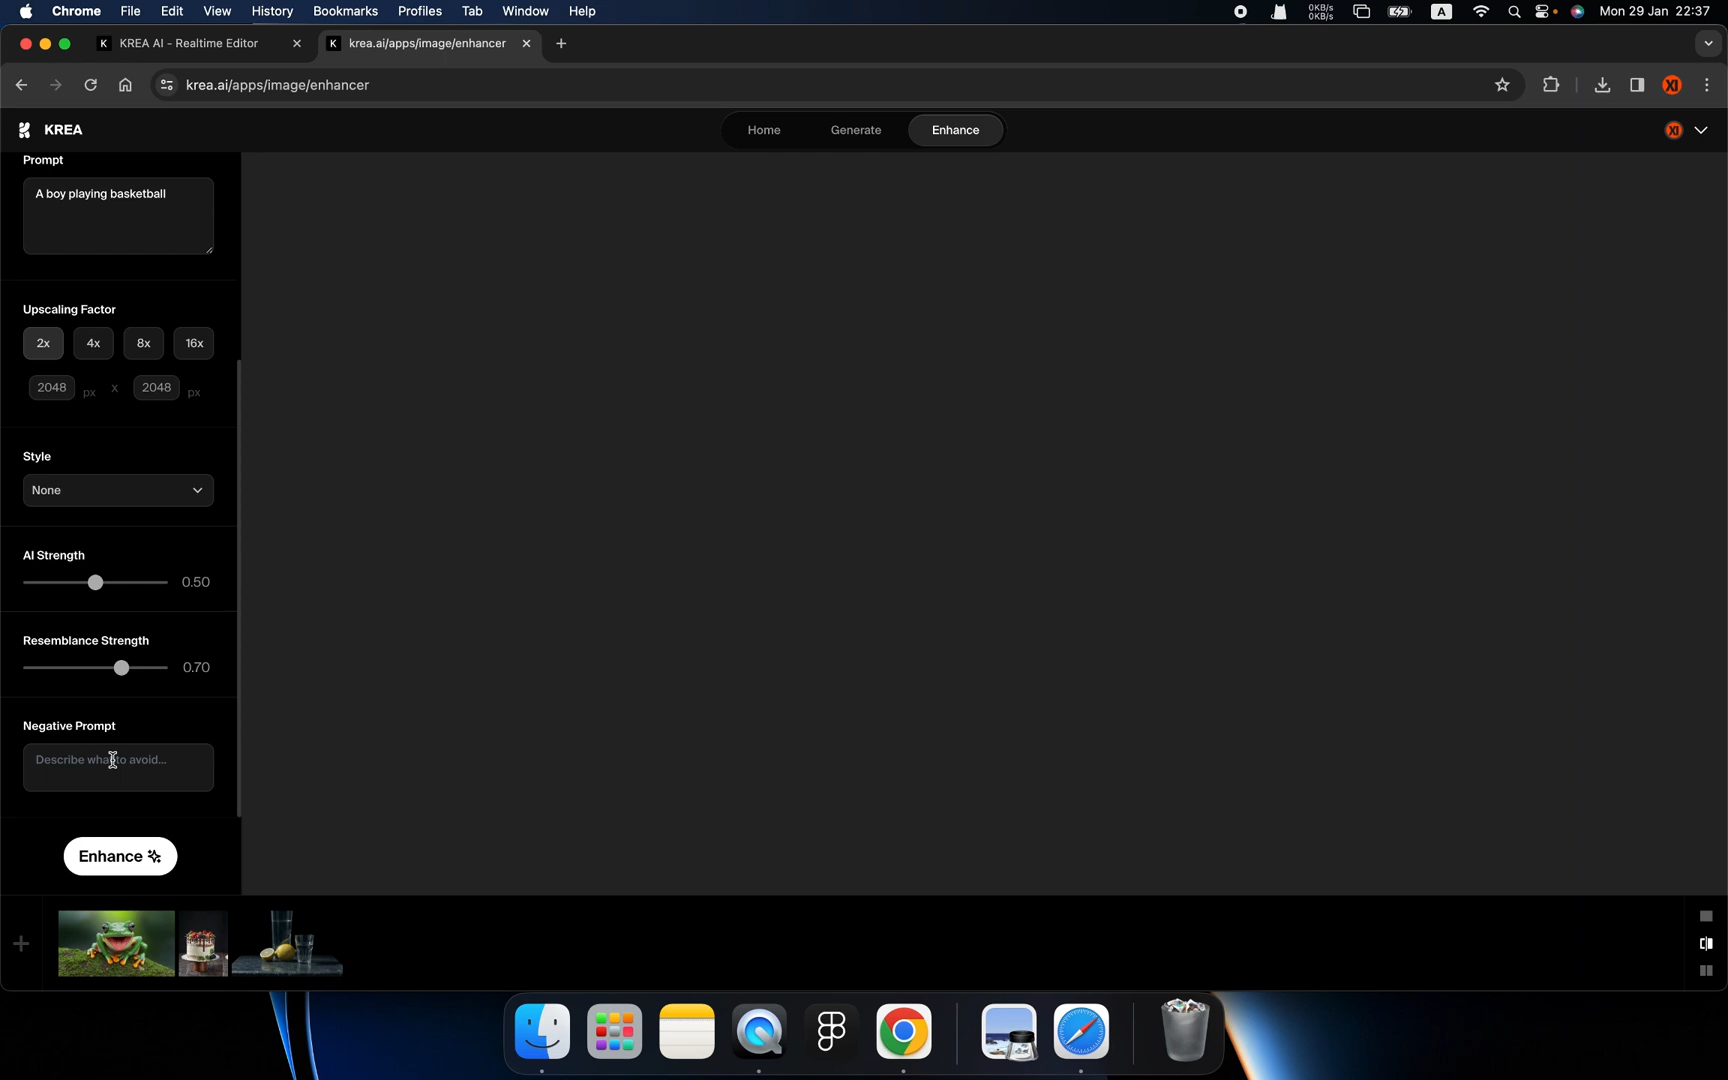 Chrome File Edit View History Bookmarks Profiles Tab Window Help 0KB/s 0KB/s A Mon 29 Jan 22:37
K KREA AI - Realtime Editor K krea.ai/apps/image/enhancer
krea.ai/apps/image/enhancer XI
KREA Home Generate Enhance XI
Prompt
A boy playing basketball
Upscaling Factor
2x 4x 8x 16x
2048 px x 2048 px
Style
None
AI Strength
0.50
Resemblance Strength
0.70
Negative Prompt
Describe what to avoid...
Enhance